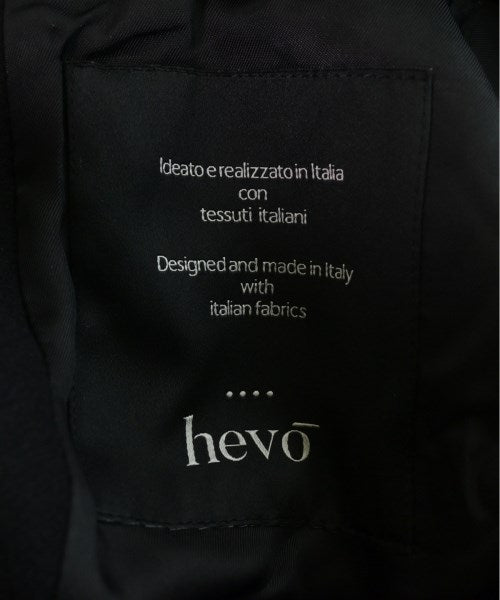 Ideato e realizzato in Italia
con
tessuti italiani
Designed and made in Italy
with
italian fabrics
....
hevō